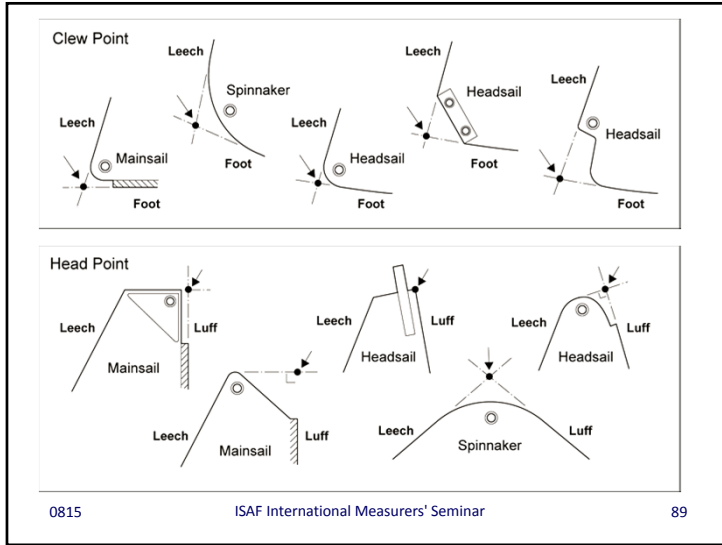 Clew Point
Leech
Mainsail
Foot
Leech
Spinnaker
Foot
Leech
Headsail
Foot
Leech
Headsail
Foot
Leech
Headsail
Foot
Head Point
Leech
Luff
Mainsail
Leech
Luff
Mainsail
Leech
Luff
Headsail
Leech
Luff
Spinnaker
Leech
Luff
Headsail
0815 ISAF International Measurers' Seminar 89